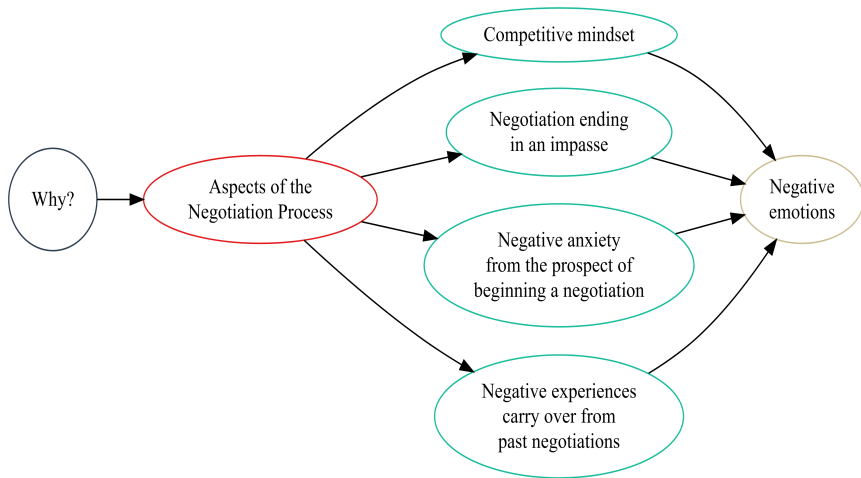 Why?
Aspects of the
Negotiation Process
Competitive mindset
Negotiation ending
in an impasse
Negative anxiety
from the prospect of
beginning a negotiation
Negative experiences
carry over from
past negotiations
Negative
emotions